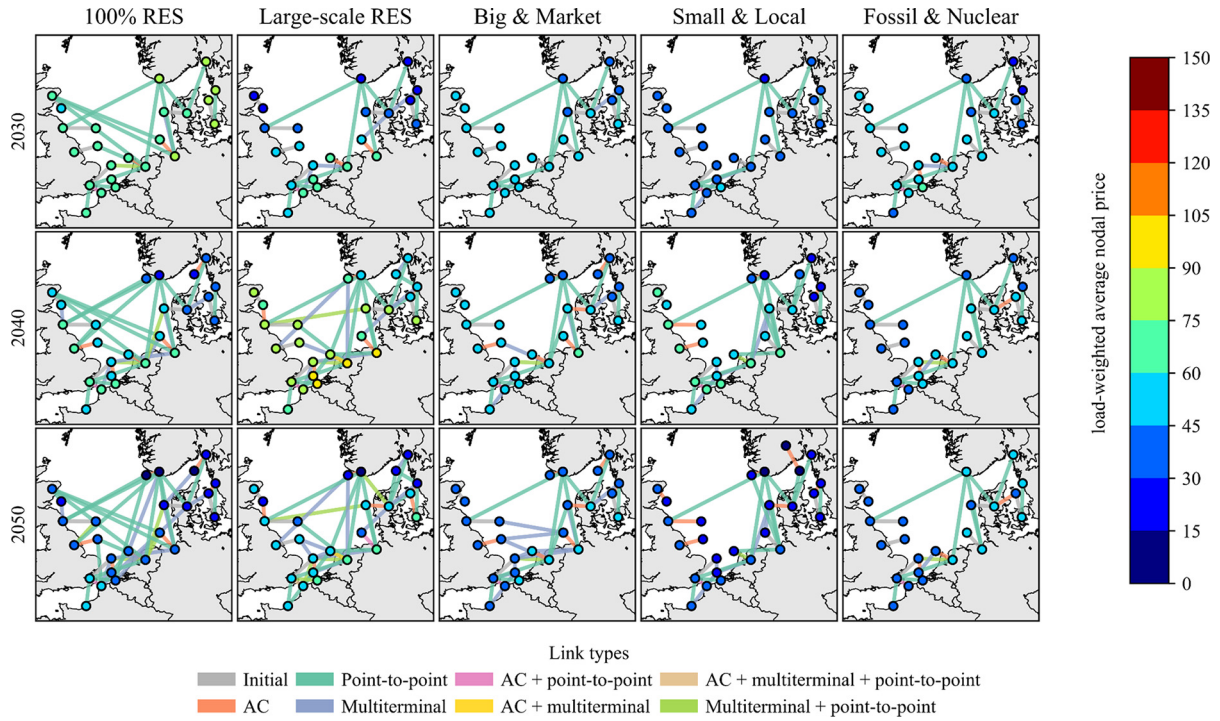 100% RES Large-scale RES Big & Market Small & Local Fossil & Nuclear
2030
2040
2050
150
135
120
105
90
75
60
45
30
15
0
load-weighted average nodal price
Link types
Initial Point-to-point AC + point-to-point AC + multiterminal + point-to-point
AC Multiterminal AC + multiterminal Multiterminal + point-to-point